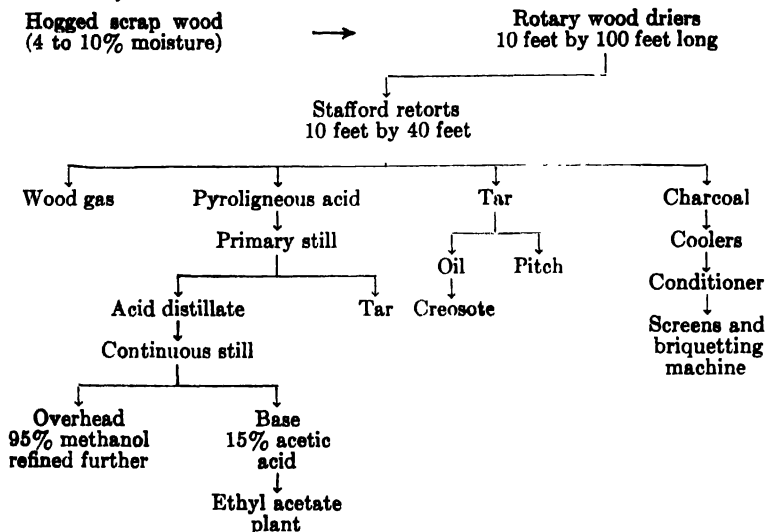 Hogged scrap wood
(4 to 10% moisture)
Rotary wood driers
10 feet by 100 feet long
Stafford retorts
10 feet by 40 feet
Wood gas
Pyroligneous acid
Tar
Charcoal
Primary still
Coolers
Oil
Pitch
Conditioner
Acid distillate
Tar
Creosote
Screens and
briquetting
machine
Continuous still
Overhead
95% methanol
refined further
Base
15% acetic
acid
Ethyl acetate
plant